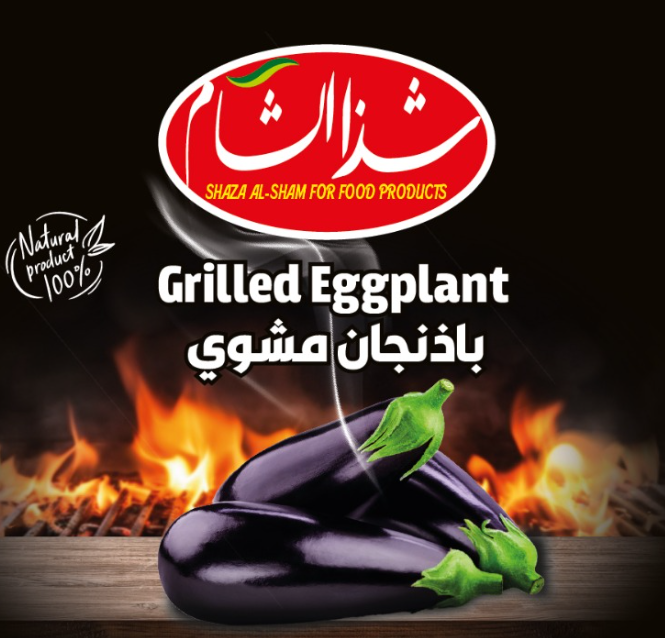 شذا الشام
SHAZA AL-SHAM FOR FOOD PRODUCTS
Natural
product
100%
Grilled Eggplant
باذنجان مشوي